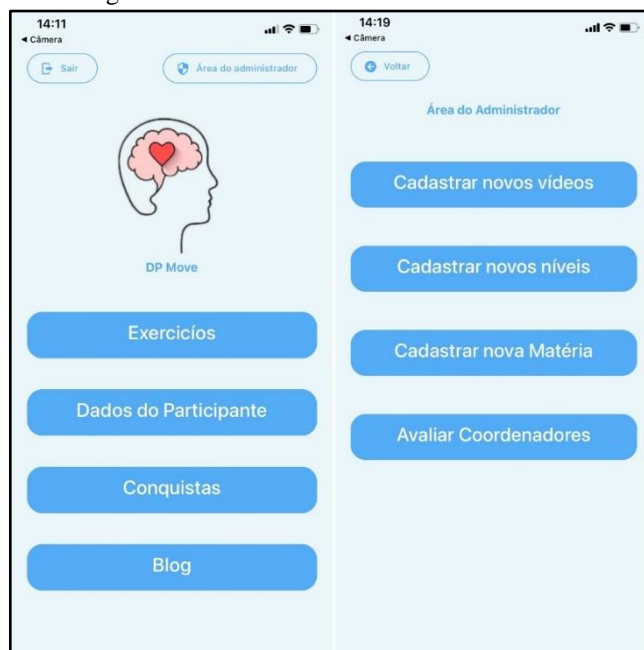 14:11
◄ Câmera
Sair
Área do administrador
DP Move
Exercicíos
Dados do Participante
Conquistas
Blog
14:19
◄ Câmera
Voltar
Área do Administrador
Cadastrar novos vídeos
Cadastrar novos níveis
Cadastrar nova Matéria
Avaliar Coordenadores